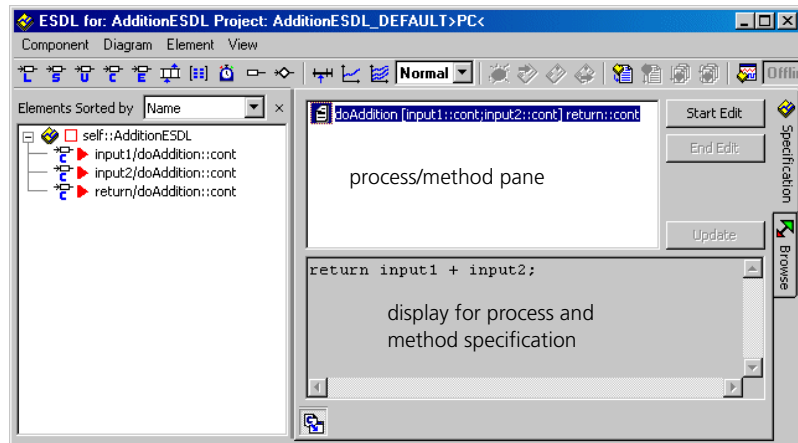 ESDL for: AdditionESDL Project: AdditionESDL_DEFAULT>PC<
Component Diagram Element View
Normal
Offlin
Elements Sorted by Name
self::AdditionESDL
input1/doAddition::cont
input2/doAddition::cont
return/doAddition::cont
doAddition [input1::cont;input2::cont] return::cont
process/method pane
Start Edit
End Edit
Update
Specification
Browse
return input1 + input2;
display for process and
method specification